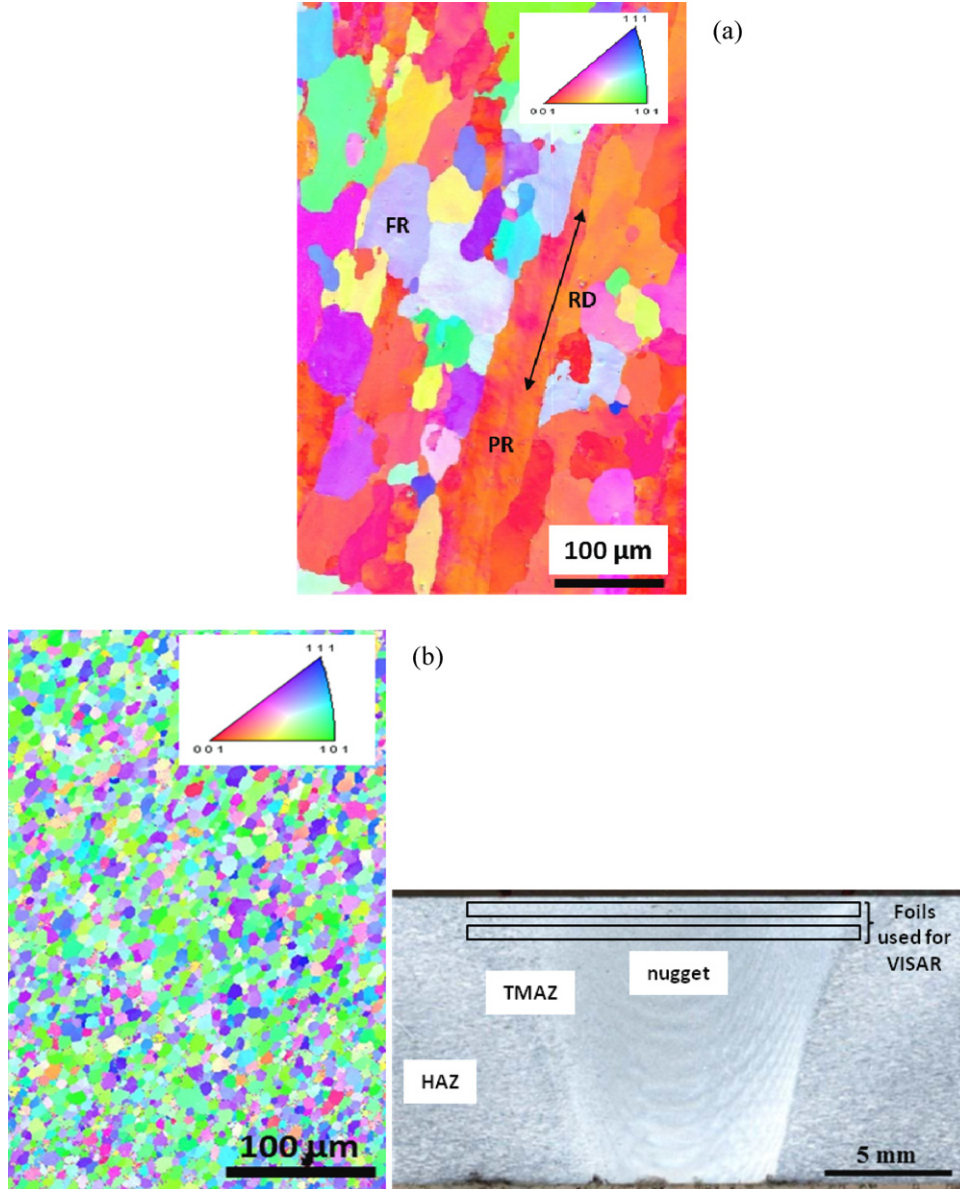 (a)
111
001
101
FR
RD
PR
100 µm
(b)
111
001
101
100 µm
Foils
used for
VISAR
nugget
TMAZ
HAZ
5 mm